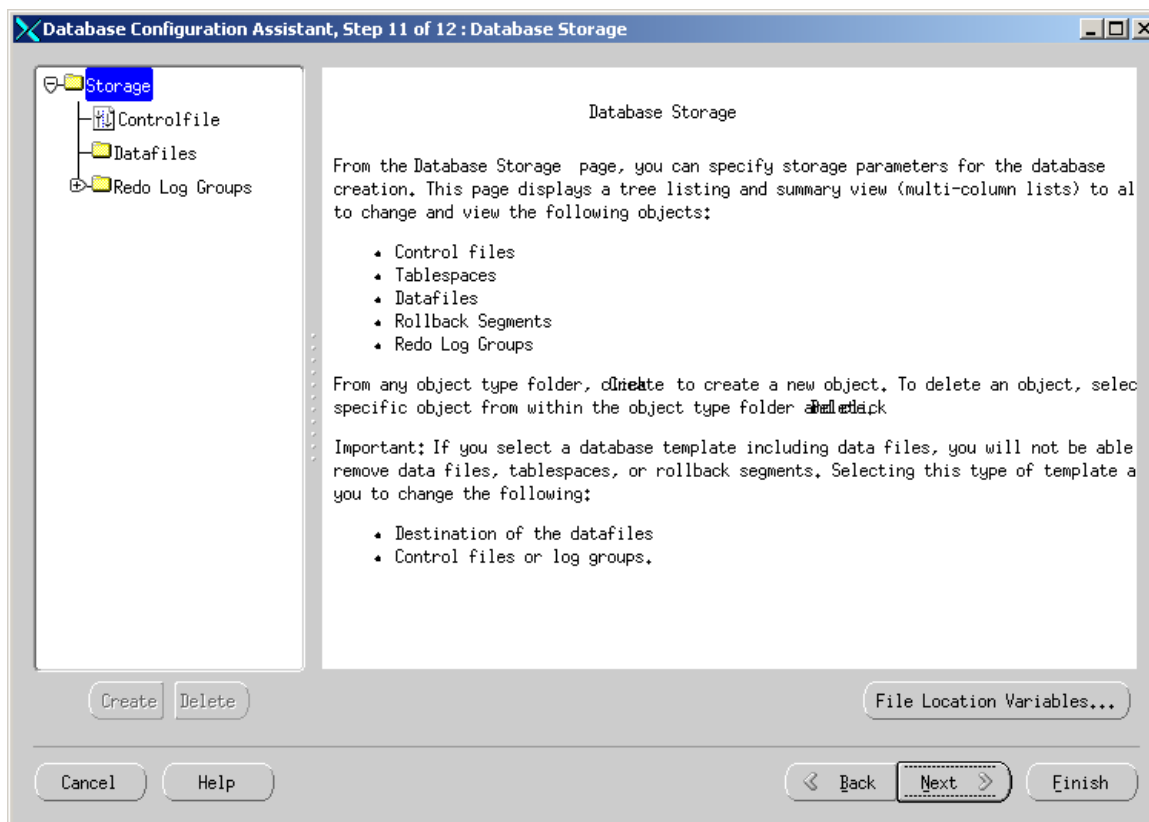 Database Configuration Assistant, Step 11 of 12 : Database Storage
Storage
Controlfile
Datafiles
Redo Log Groups
Database Storage
From the Database Storage page, you can specify storage parameters for the database
creation. This page displays a tree listing and summary view (multi-column lists) to al
to change and view the following objects:
• Control files
• Tablespaces
• Datafiles
• Rollback Segments
• Redo Log Groups
From any object type folder, to create a new object. To delete an object, selec
specific object from within the object type folder
Important: If you select a database template including data files, you will not be able
remove data files, tablespaces, or rollback segments. Selecting this type of template a
you to change the following:
• Destination of the datafiles
• Control files or log groups.
Create Delete
File Location Variables...
Cancel Help Back Next Finish